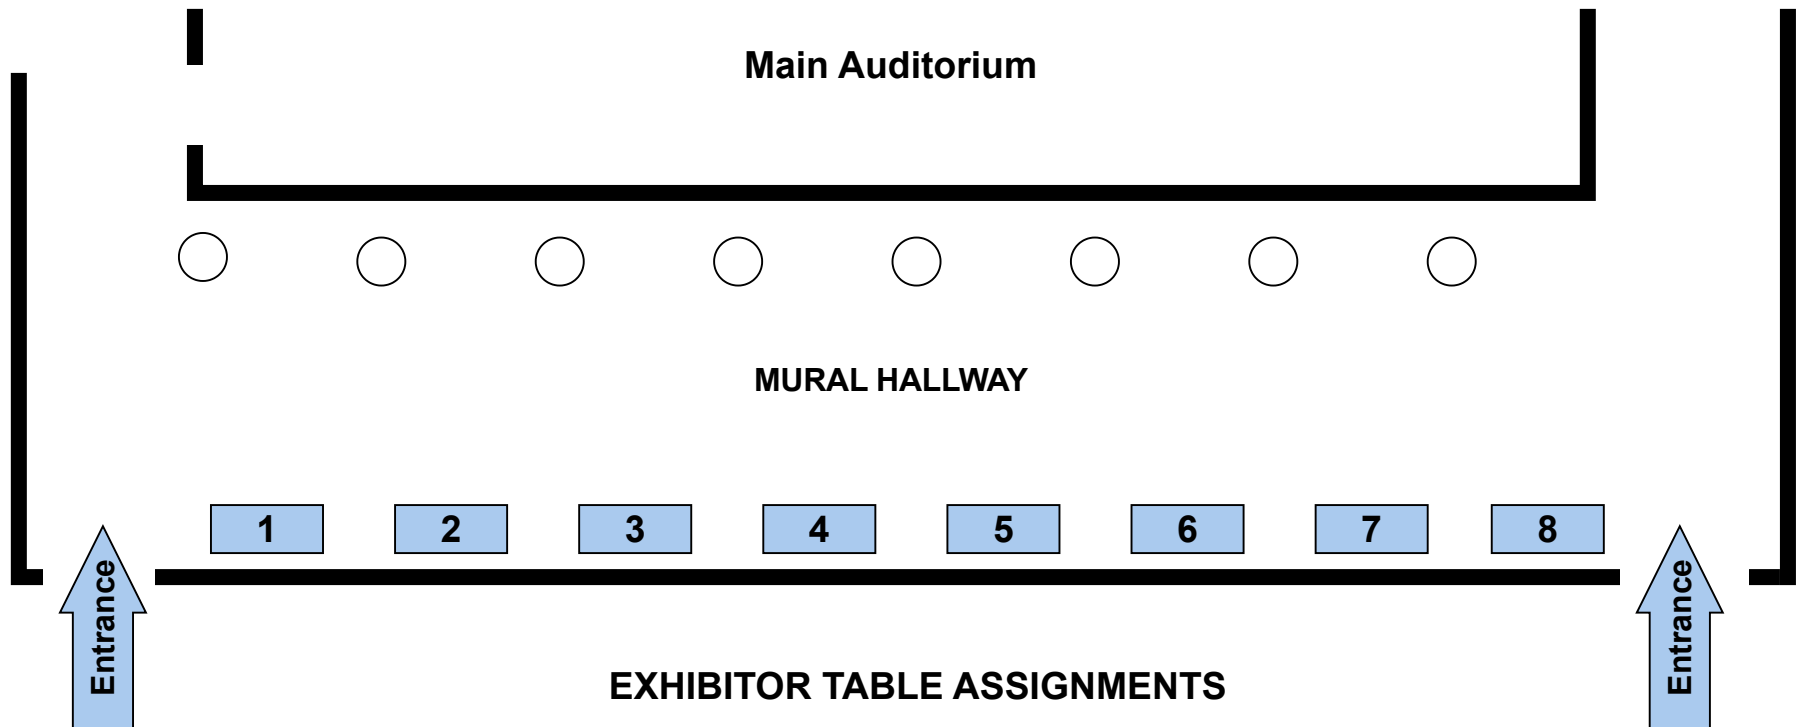 Main Auditorium
MURAL HALLWAY
1 2 3 4 5 6 7 8
Entrance
Entrance
EXHIBITOR TABLE ASSIGNMENTS